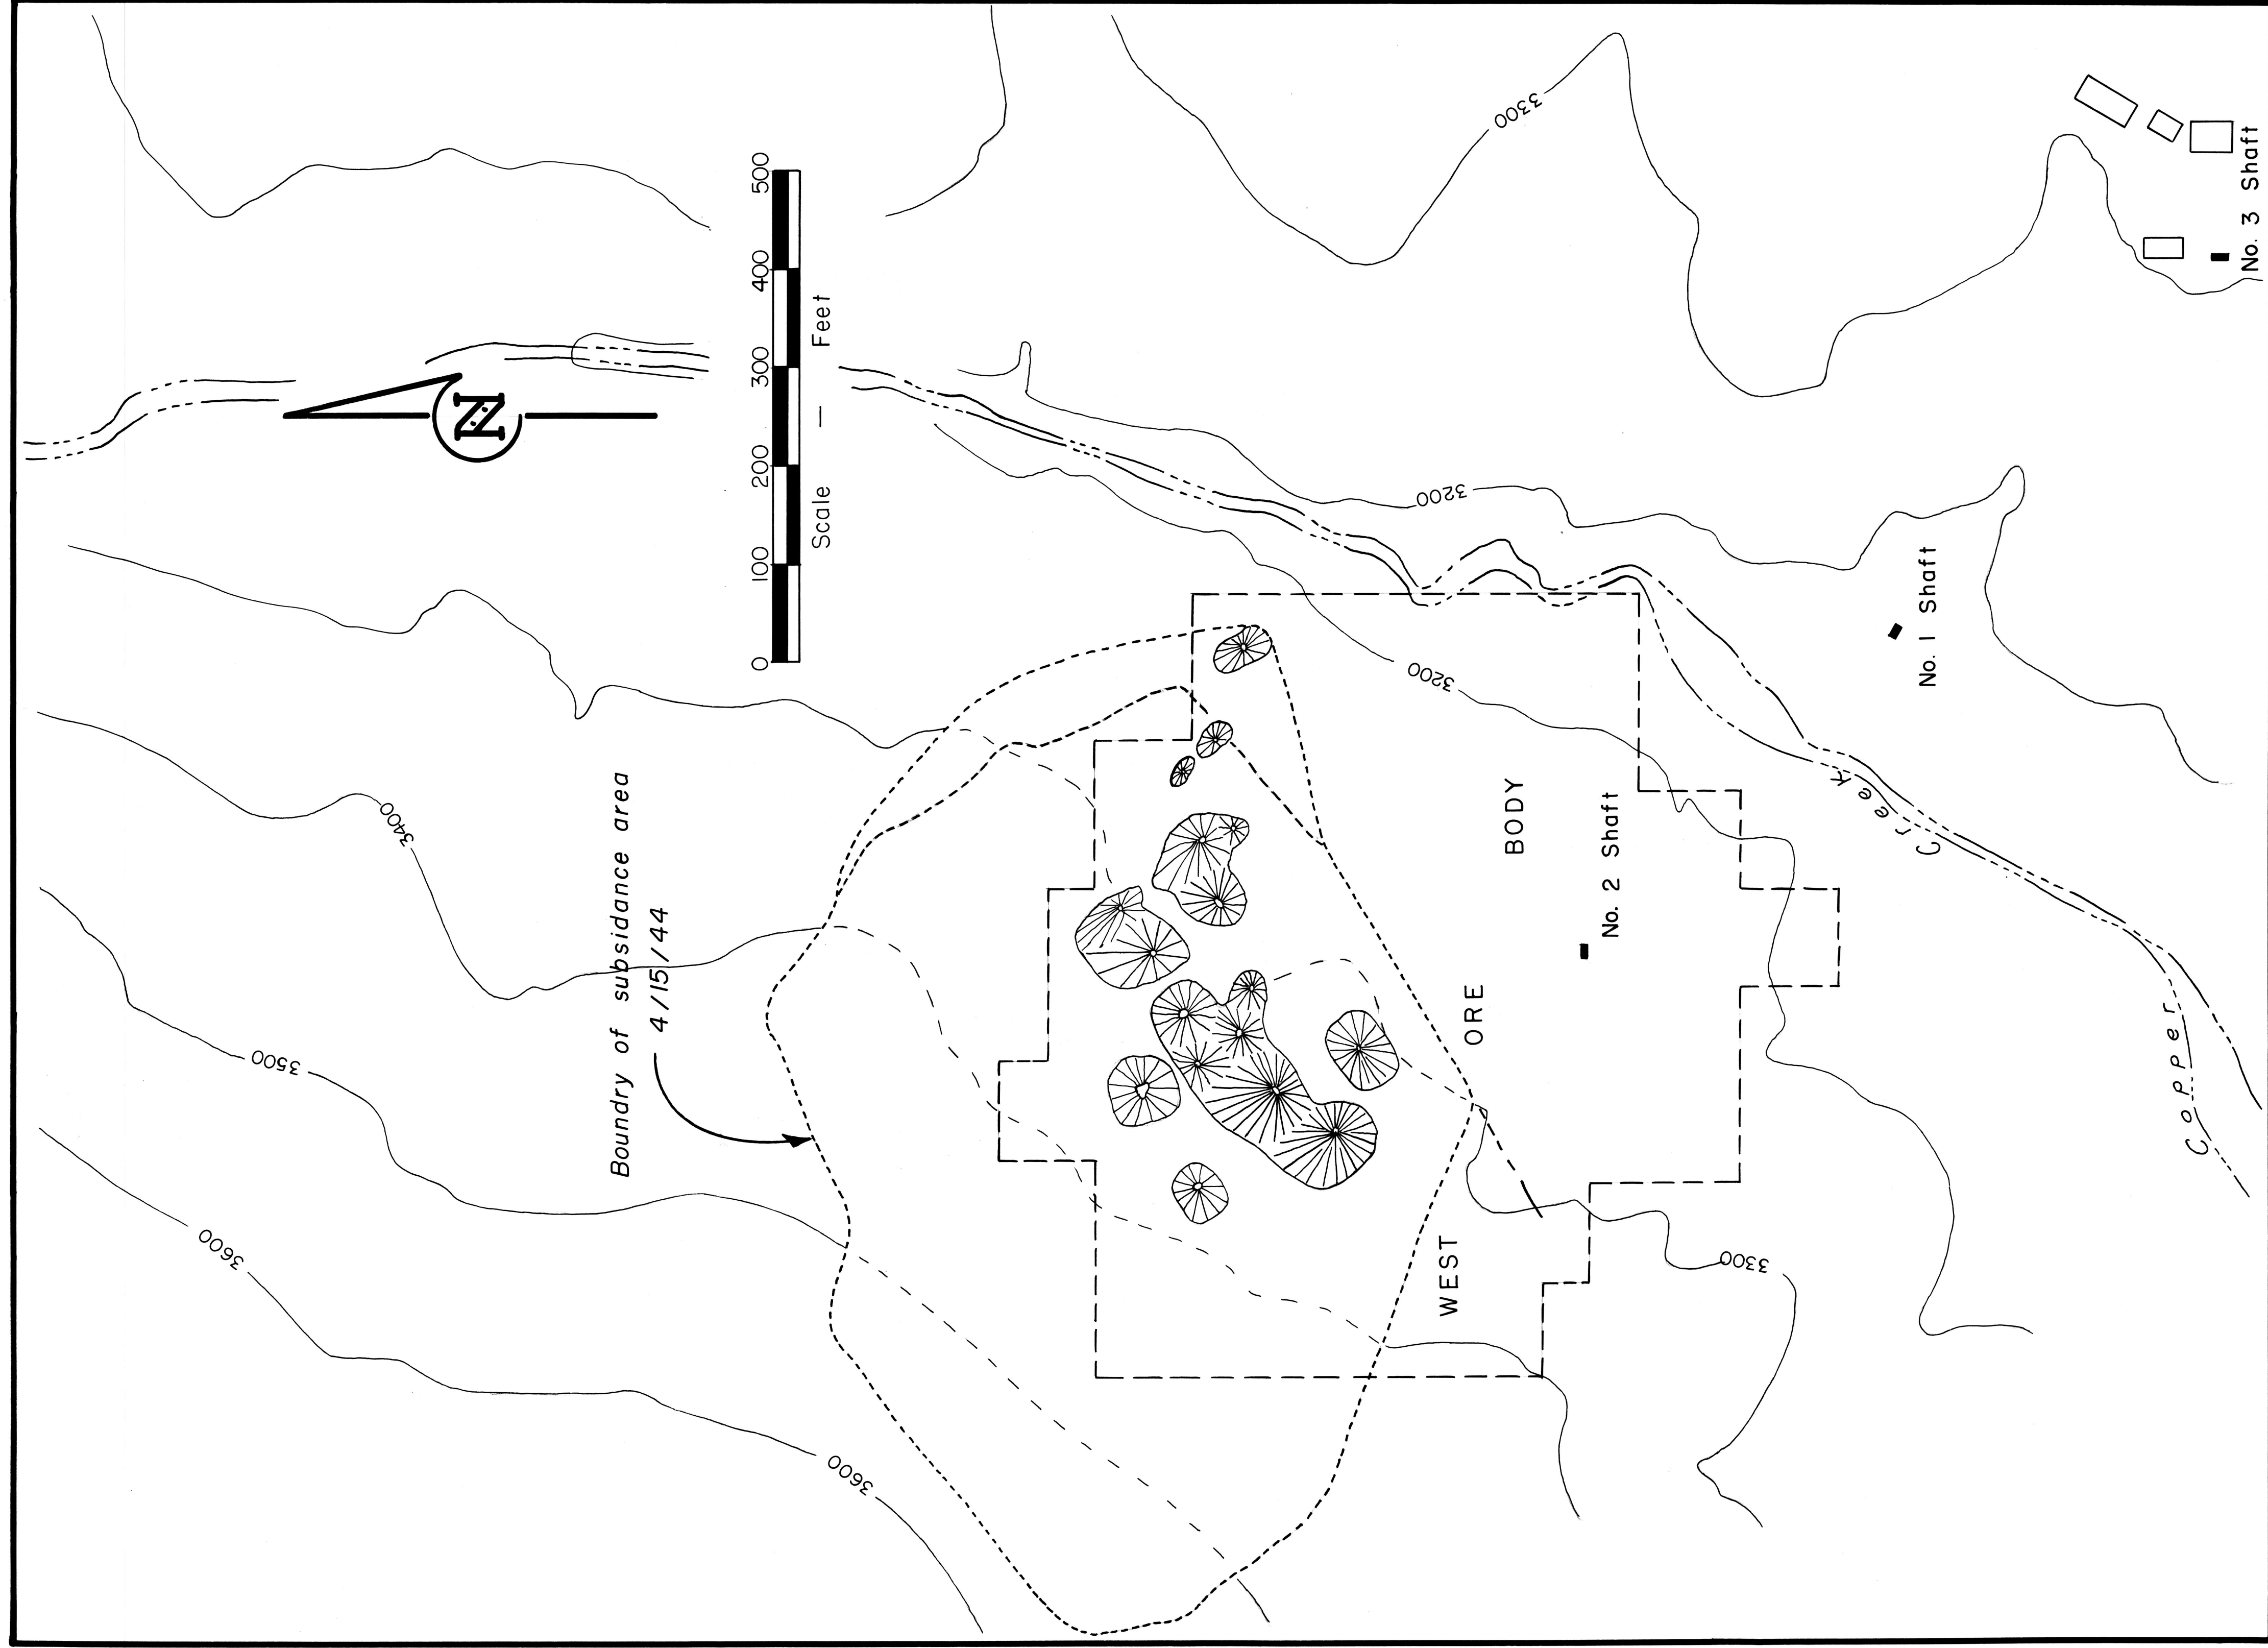 Boundry of subsidance area
4/15/44
N
0 100 200 300 400 500
Scale — Feet
3600
3600
3500
3400
3300
3300
3200
3200
WEST ORE BODY
No. 2 Shaft
No. 1 Shaft
No. 3 Shaft
Copper Creek